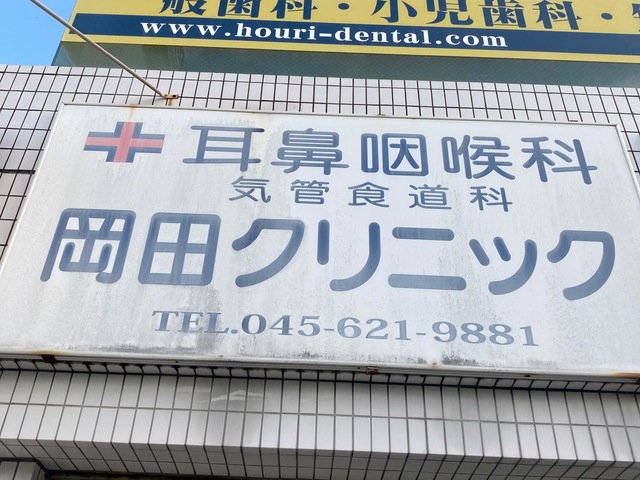 般歯科・小児歯科・
www.houri-dental.com
耳鼻咽喉科
気管食道科
岡田クリニック
TEL.045-621-9881